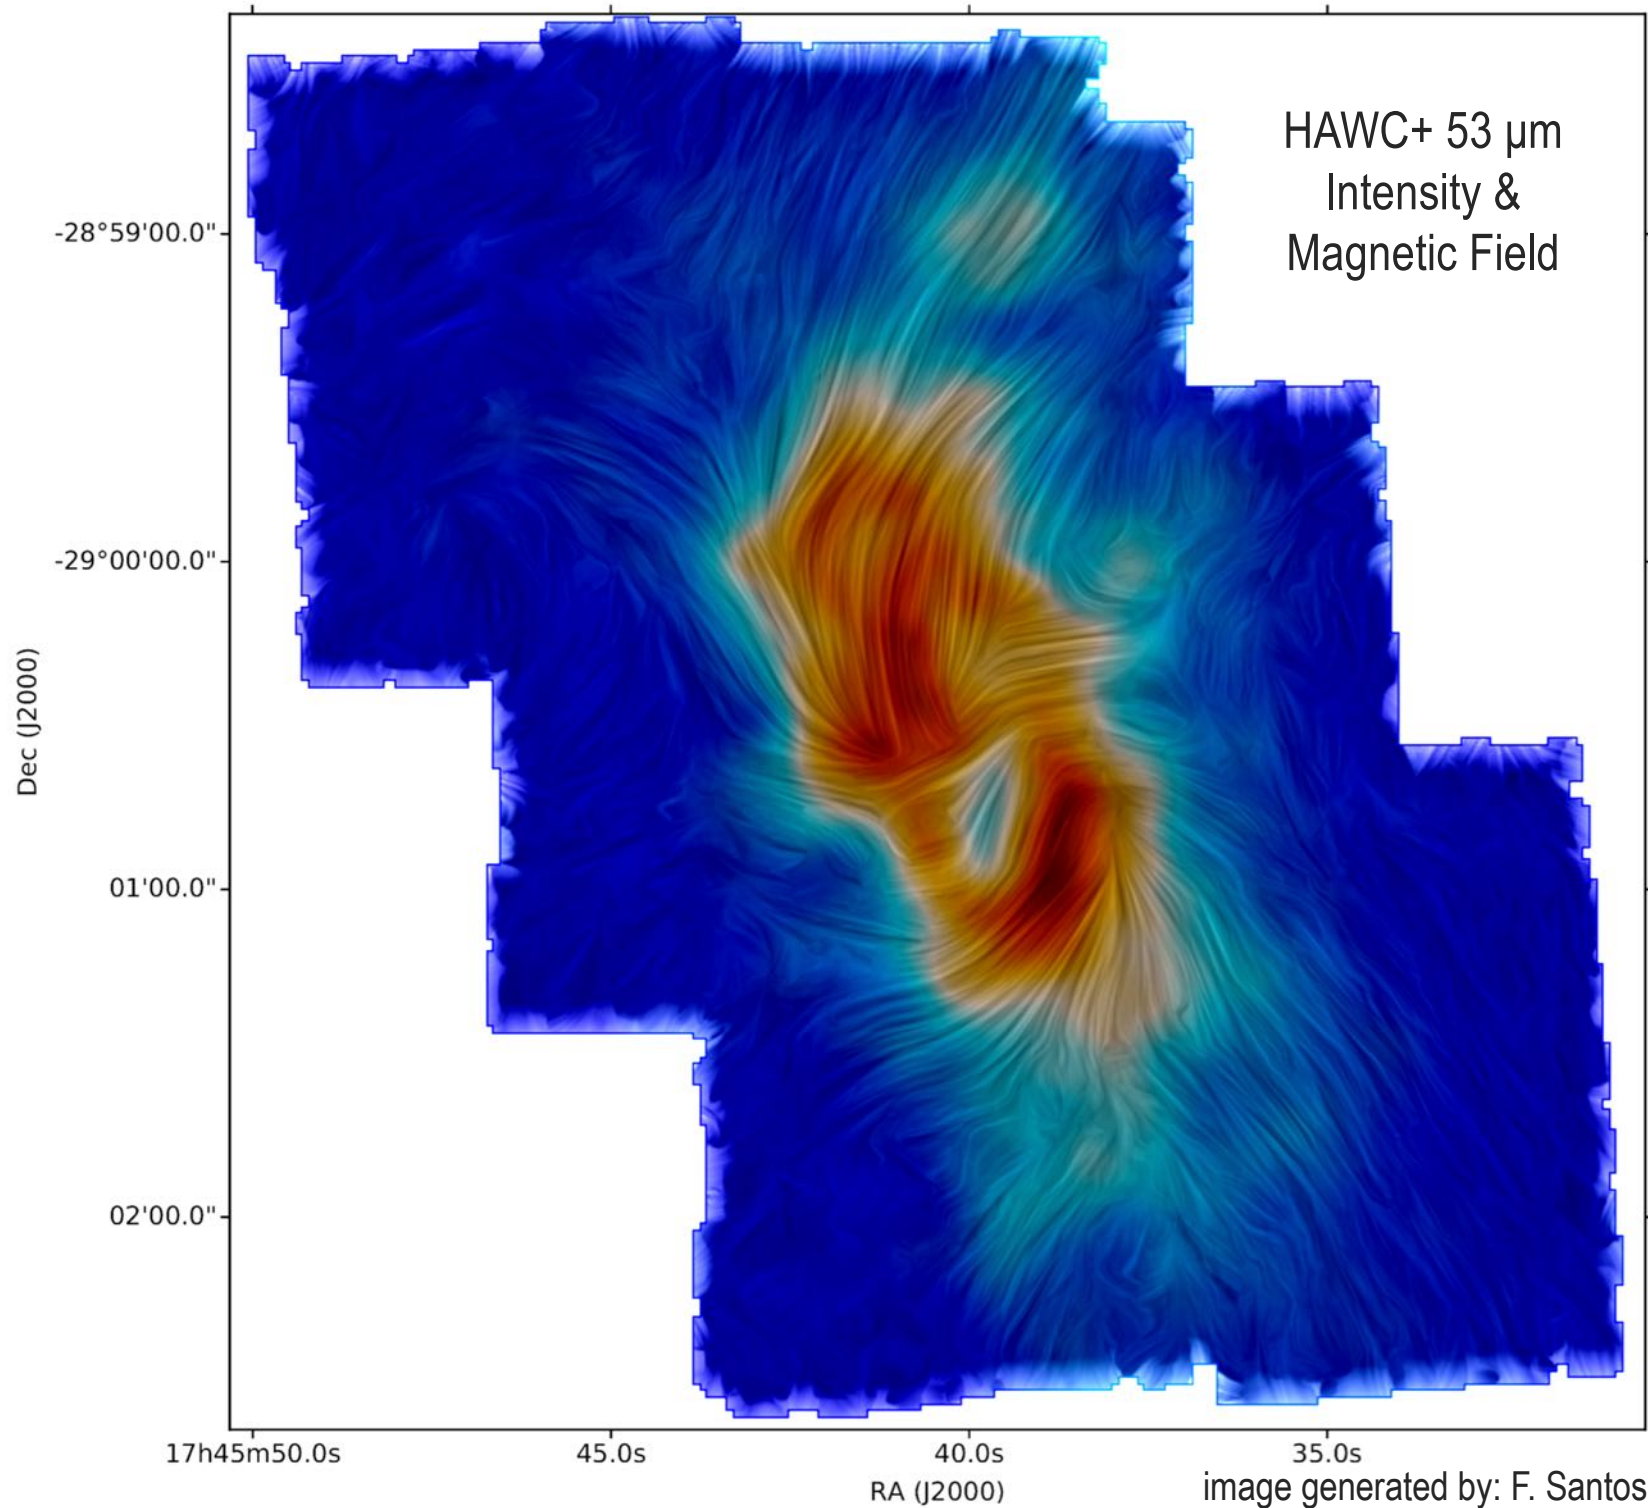 HAWC+ 53 µm
Intensity &
Magnetic Field
-28°59'00.0"
-29°00'00.0"
01'00.0"
02'00.0"
Dec (J2000)
17h45m50.0s
45.0s
40.0s
35.0s
RA (J2000)
image generated by: F. Santos